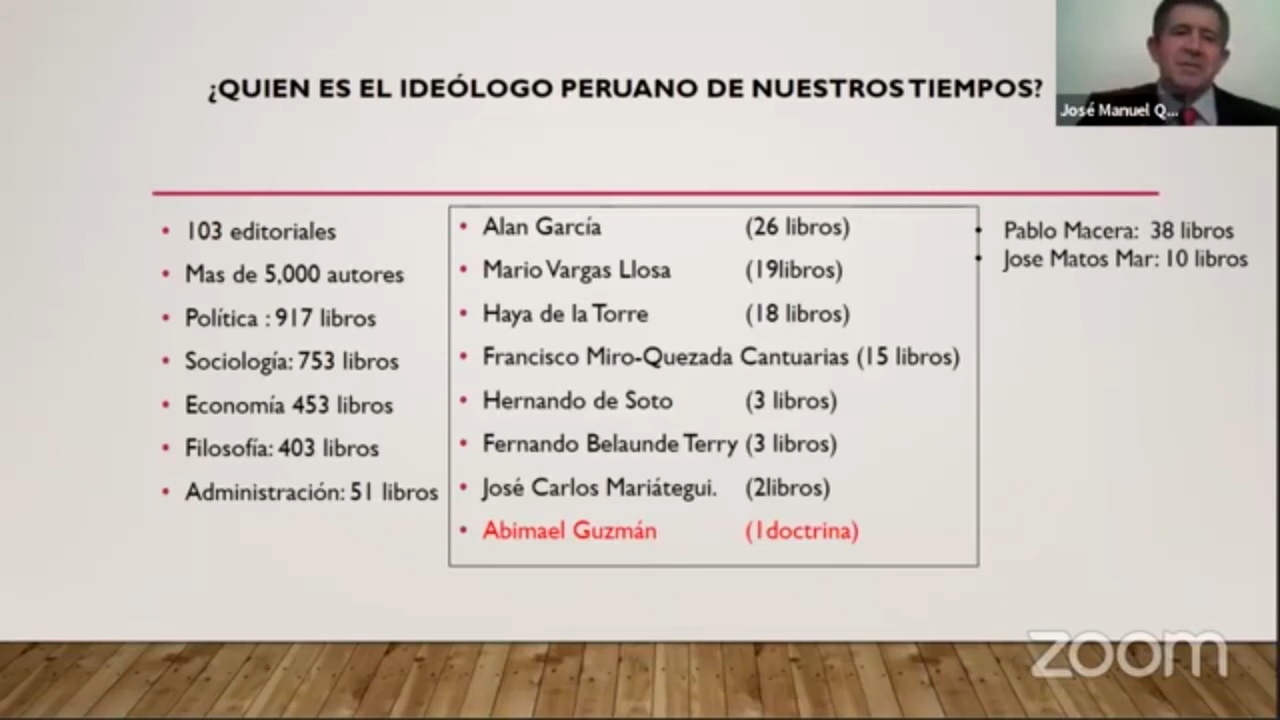 ¿QUIEN ES EL IDEÓLOGO PERUANO DE NUESTROS TIEMPOS?
José Manuel Q...
103 editoriales
Mas de 5,000 autores
Política : 917 libros
Sociología: 753 libros
Economía 453 libros
Filosofía: 403 libros
Administración: 51 libros
Alan García (26 libros)
Mario Vargas Llosa (19libros)
Haya de la Torre (18 libros)
Francisco Miro-Quezada Cantuarias (15 libros)
Hernando de Soto (3 libros)
Fernando Belaunde Terry (3 libros)
José Carlos Mariátegui. (2libros)
Abimael Guzmán (1doctrina)
Pablo Macera: 38 libros
Jose Matos Mar: 10 libros
zoom